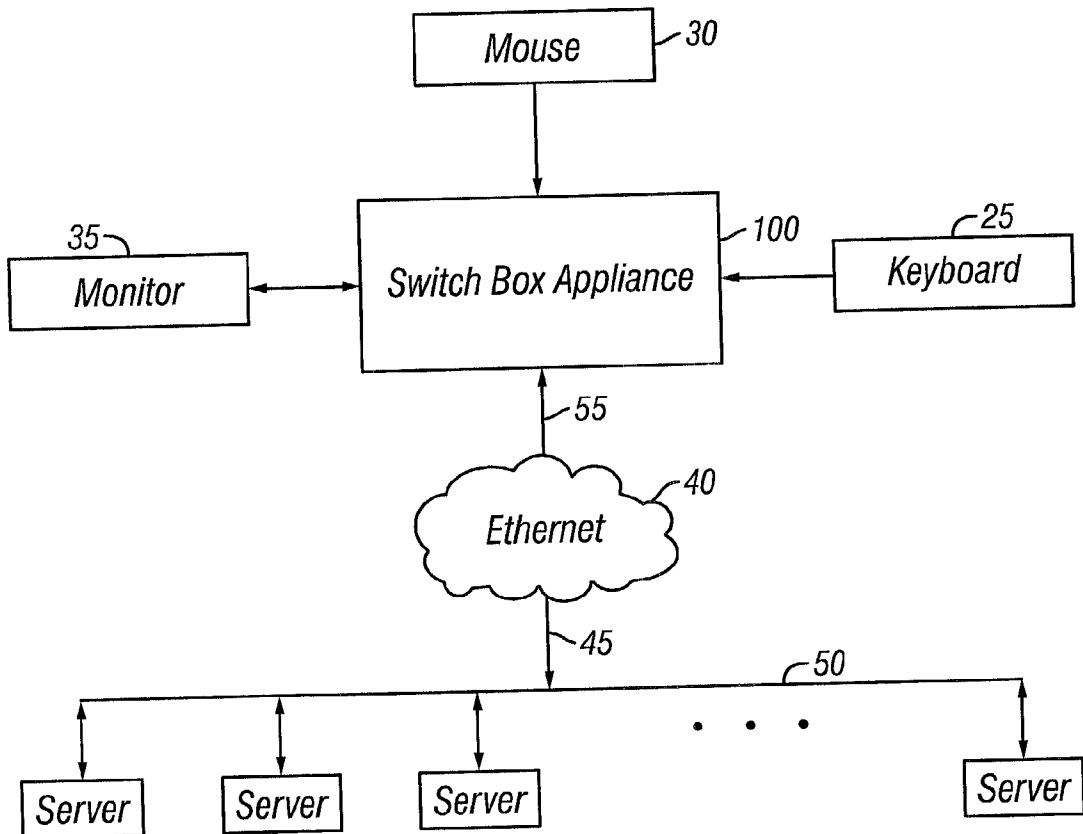 Mouse
30
35
Monitor
Switch Box Appliance
100
25
Keyboard
55
40
Ethernet
45
50
Server
Server
Server
Server